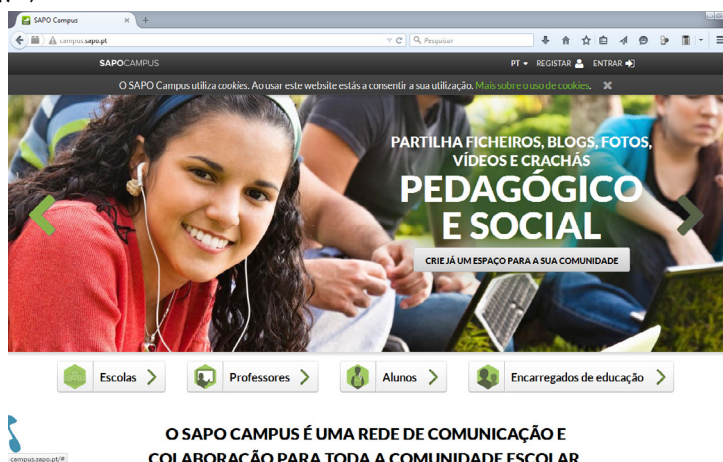 SAPO Campus
campus.sapo.pt
Pesquisar
SAPOCAMPUS
PT
REGISTAR
ENTRAR
O SAPO Campus utiliza cookies. Ao usar este website estás a consentir a sua utilização. Mais sobre o uso de cookies.
PARTILHA FICHEIROS, BLOGS, FOTOS,
VÍDEOS E CRACHÁS
PEDAGÓGICO
E SOCIAL
CRIE JÁ UM ESPAÇO PARA A SUA COMUNIDADE
Escolas
Professores
Alunos
Encarregados de educação
O SAPO CAMPUS É UMA REDE DE COMUNICAÇÃO E
COLABORAÇÃO PARA TODA A COMUNIDADE ESCOLAR.
campus.sapo.pt/#